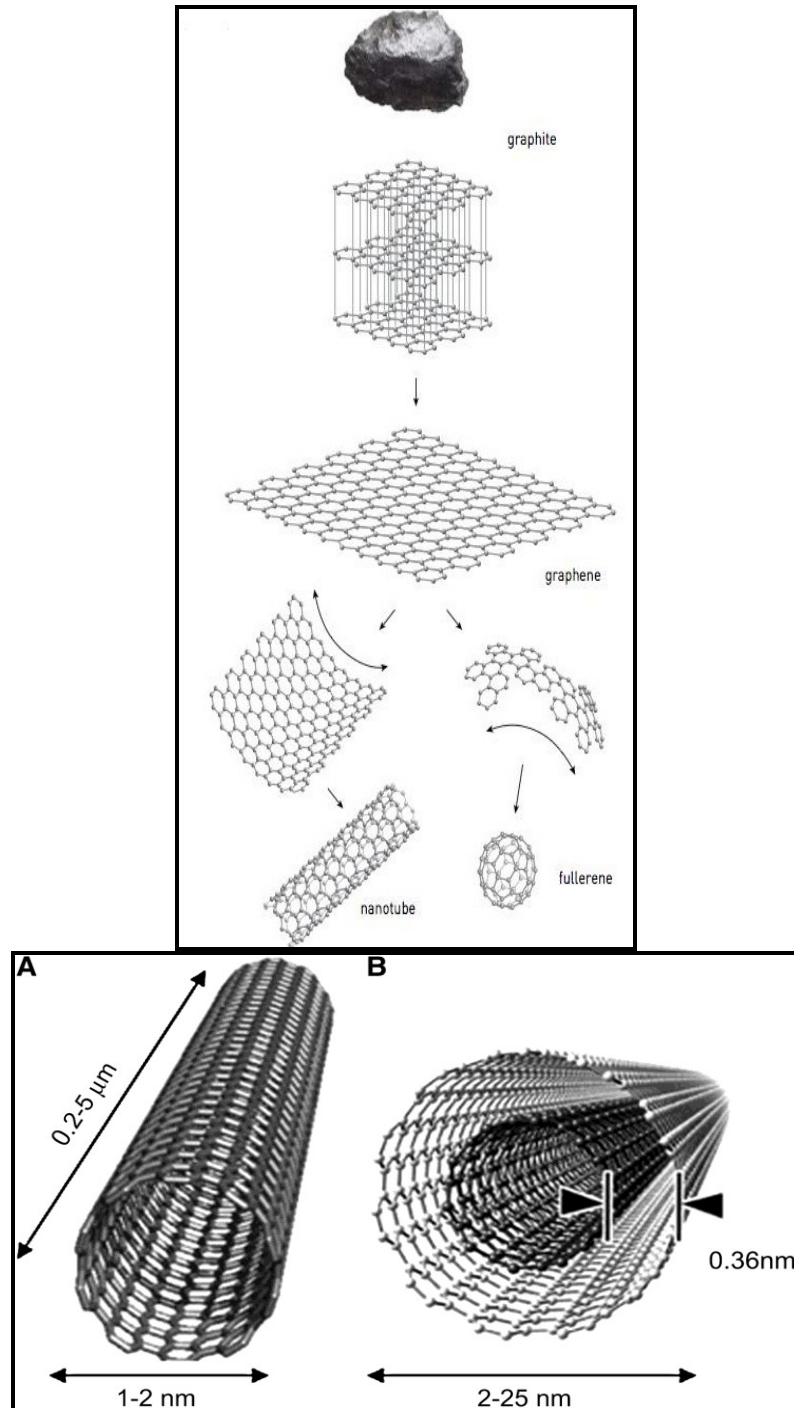 graphite
graphene
fullerene
nanotube
A
B
0.2-5 μm
0.36nm
1-2 nm
2-25 nm